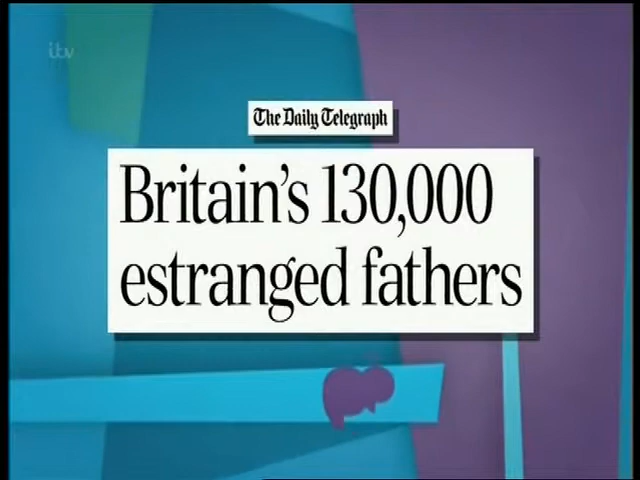 itv
The Daily Telegraph
Britain's 130,000
estranged fathers